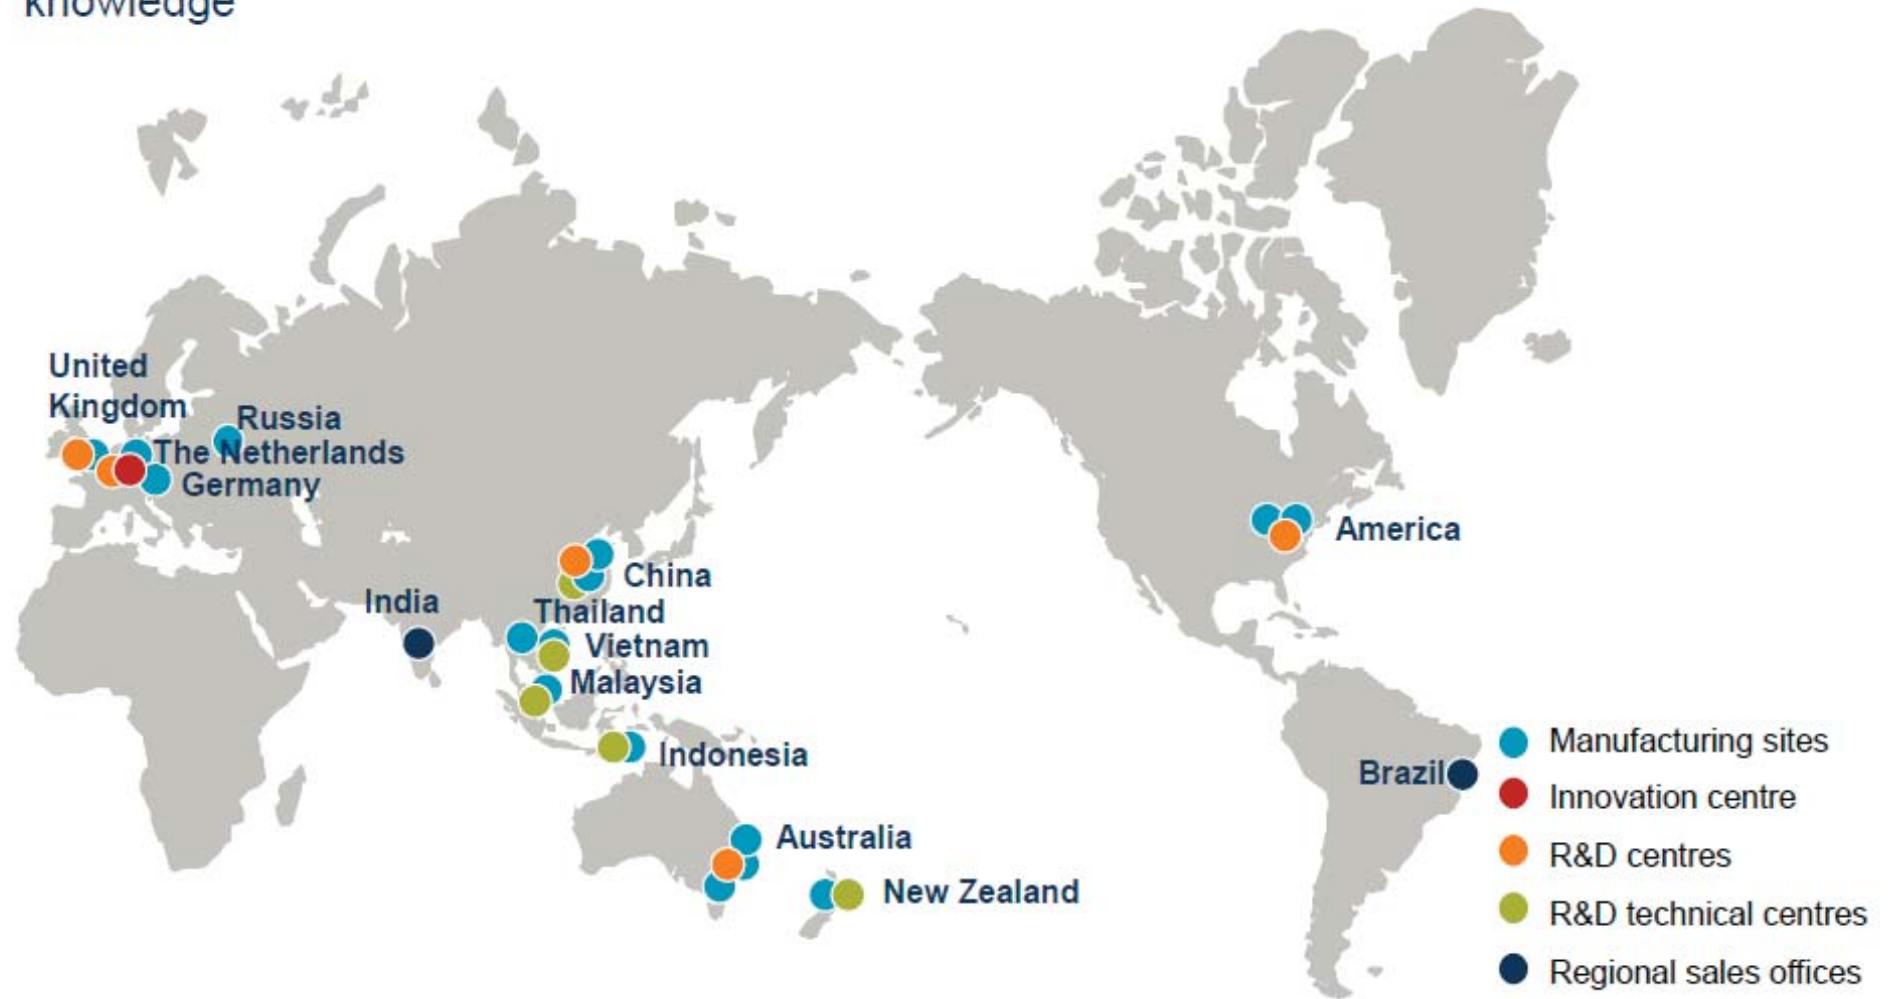 knowledge
United
Kingdom
Russia
The Netherlands
Germany
America
China
India
Thailand
Vietnam
Malaysia
Indonesia
Brazil
Australia
New Zealand
Manufacturing sites
Innovation centre
R&D centres
R&D technical centres
Regional sales offices